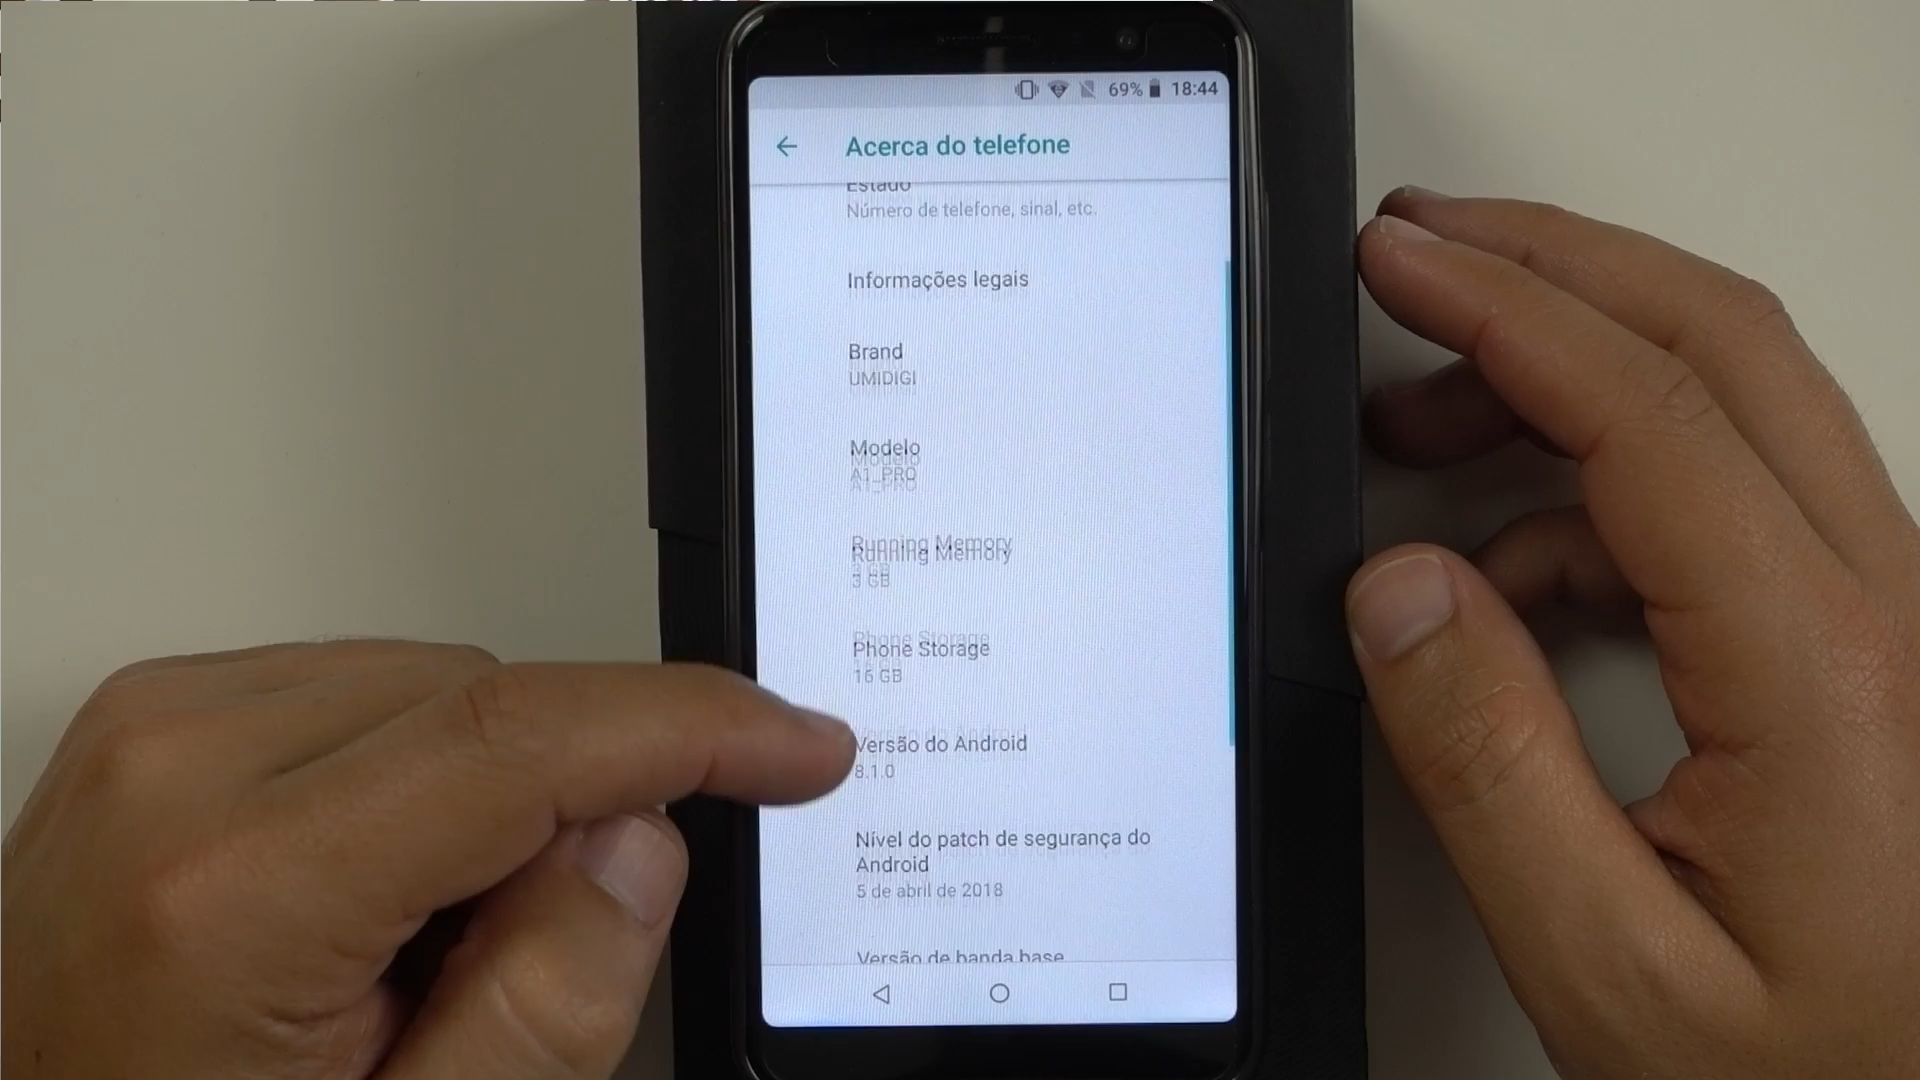 69% 18:44
Acerca do telefone
Estado
Número de telefone, sinal, etc.
Informações legais
Brand
UMIDIGI
Modelo
A1_PRO
Running Memory
3 GB
Phone Storage
16 GB
Versão do Android
8.1.0
Nível do patch de segurança do
Android
5 de abril de 2018
Versão de banda base